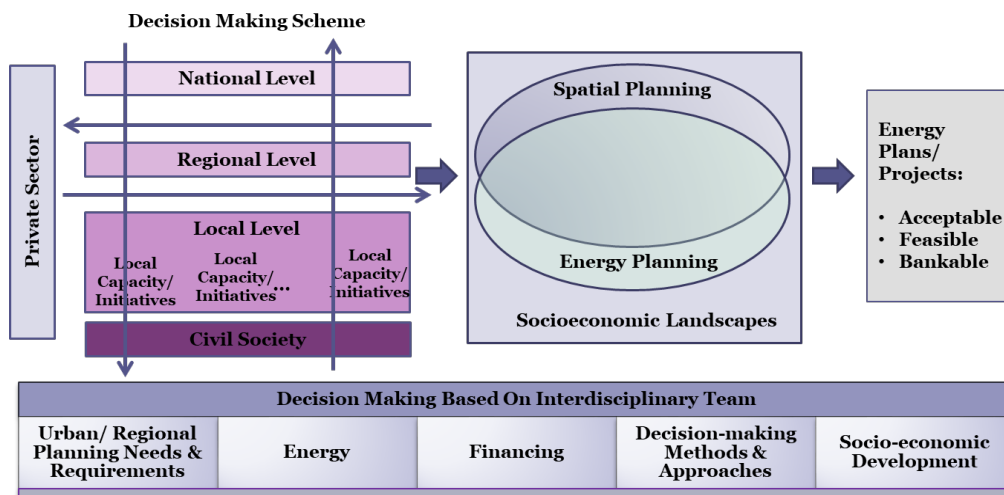 Decision Making Scheme
Private Sector
National Level
Regional Level
Local Level
Local
Capacity/
Initiatives
Local
Capacity/
Initiatives...
Local
Capacity/
Initiatives
Civil Society
Spatial Planning
Energy Planning
Socioeconomic Landscapes
Energy
Plans/
Projects:
• Acceptable
• Feasible
• Bankable
Decision Making Based On Interdisciplinary Team
Urban/ Regional
Planning Needs &
Requirements
Energy
Financing
Decision-making
Methods &
Approaches
Socio-economic
Development